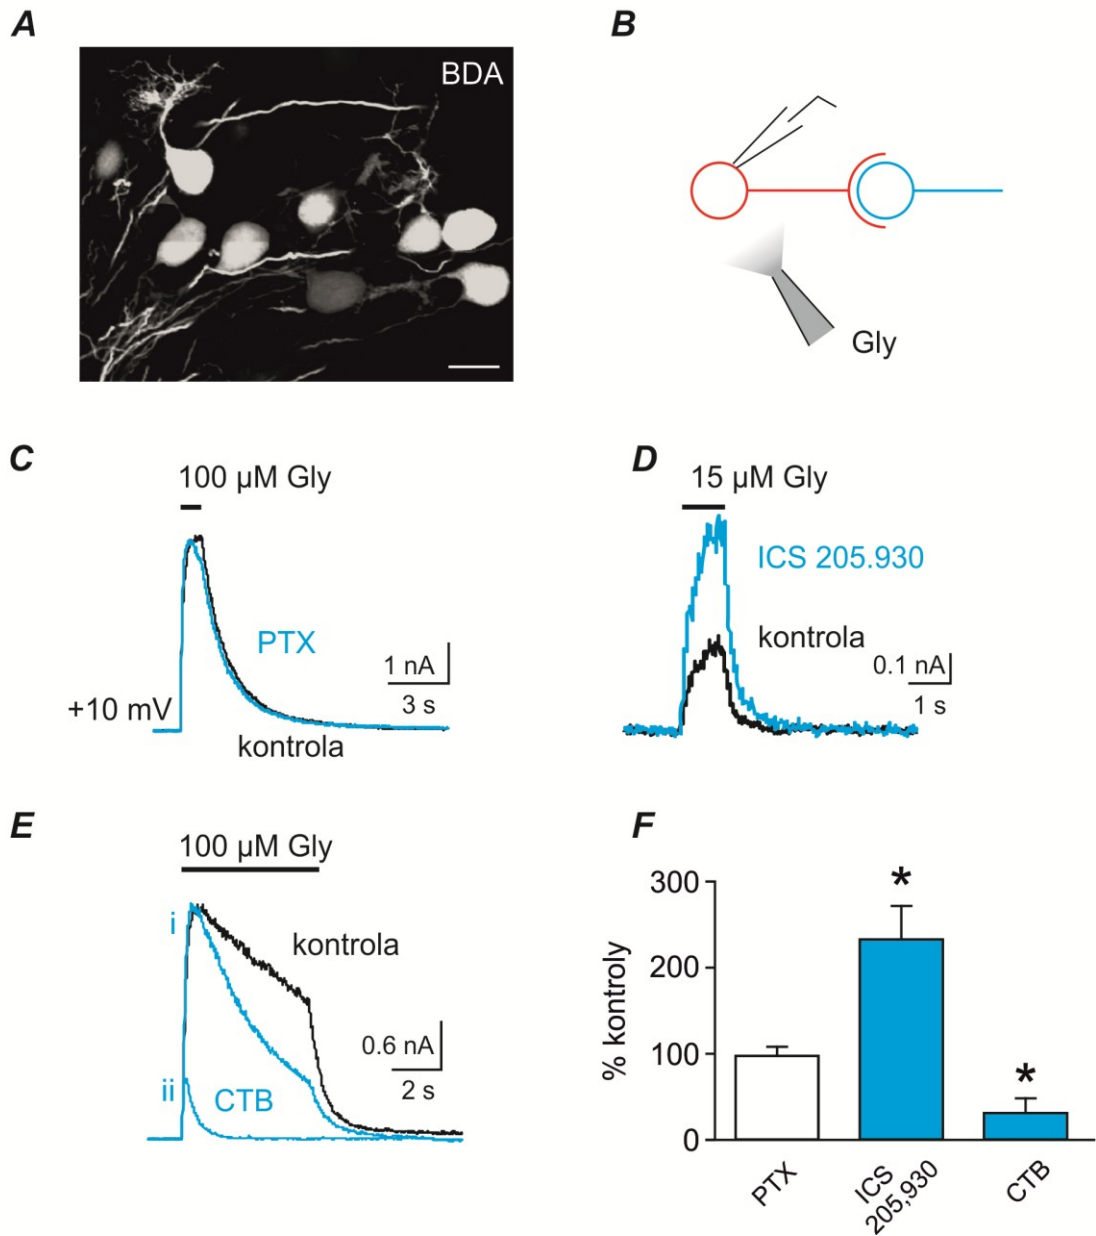 A
BDA
B
Gly
C
100 µM Gly
PTX
1 nA
3 s
+10 mV
kontrola
D
15 µM Gly
ICS 205.930
kontrola
0.1 nA
1 s
E
100 µM Gly
i
kontrola
0.6 nA
2 s
ii
CTB
F
300
200
100
0
% kontroly
*
*
PTX
ICS
205,930
CTB